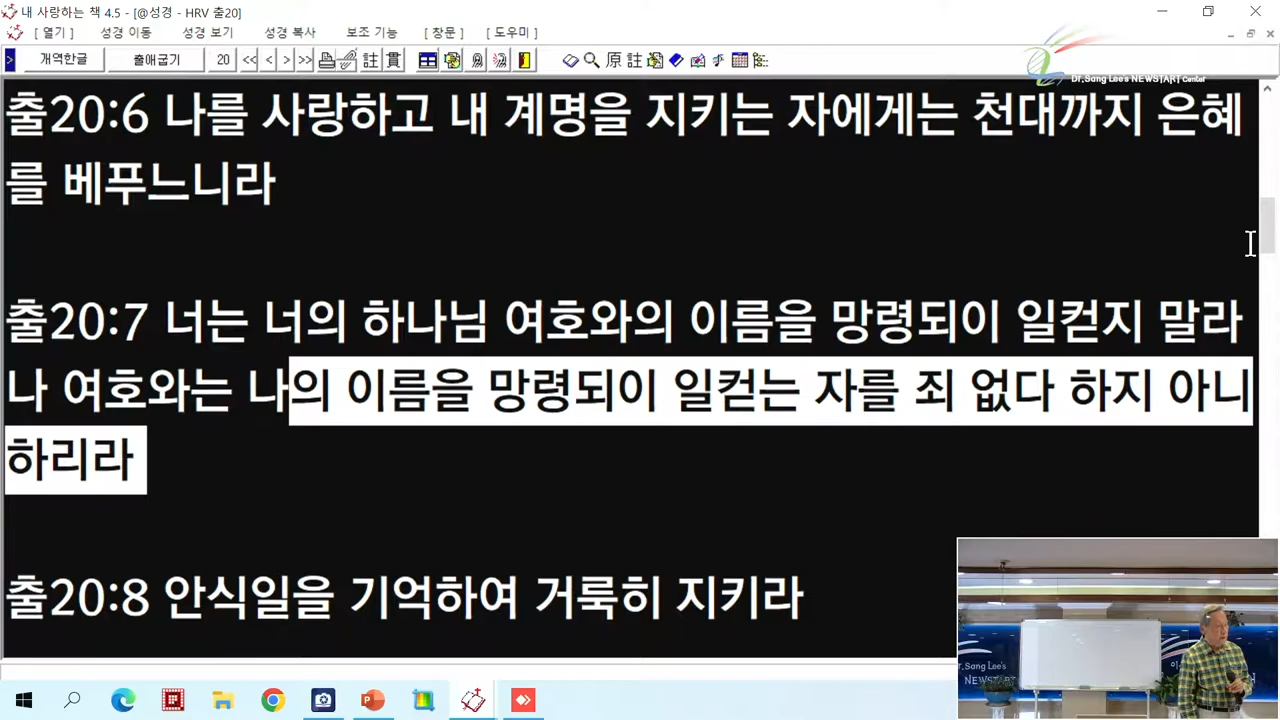 내 사랑하는 책 4.5 - [@성경 - HRV 출20]
[ 열기 ] 성경 이동 성경 보기 성경 복사 보조 기능 [ 창문 ] [ 도우미 ]
개역한글 출애굽기 20 << < > >> 註 貫 原 註
Dr.Sang Lee's NEWSTART Center
출20:6 나를 사랑하고 내 계명을 지키는 자에게는 천대까지 은혜
를 베푸느니라
출20:7 너는 너의 하나님 여호와의 이름을 망령되이 일컫지 말라
나 여호와는 나의 이름을 망령되이 일컫는 자를 죄 없다 하지 아니
하리라
출20:8 안식일을 기억하여 거룩히 지키라
Dr.Sang Lee's
NEWSTART